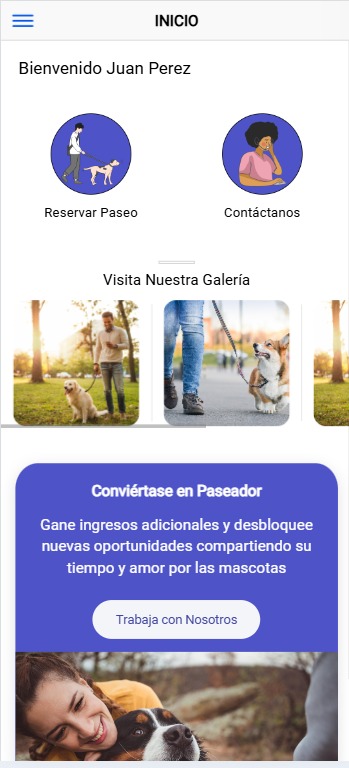 INICIO
Bienvenido Juan Perez
Reservar Paseo
Contáctanos
Visita Nuestra Galería
Conviértase en Paseador
Gane ingresos adicionales y desbloquee
nuevas oportunidades compartiendo su
tiempo y amor por las mascotas
Trabaja con Nosotros